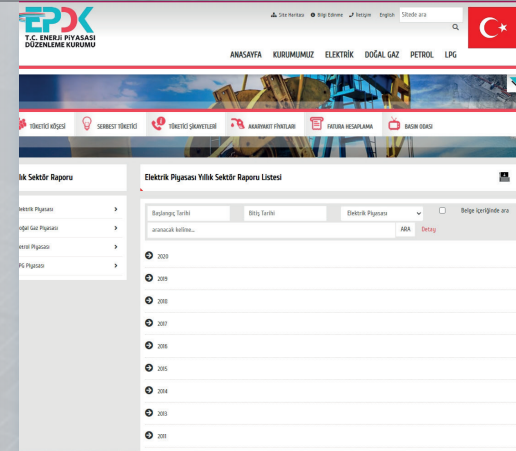 EPDK
T.C. ENERJİ PİYASASI
DÜZENLEME KURUMU
Site Haritası Bilgi Edinme İletişim English Sitede ara
ANASAYFA KURUMUMUZ ELEKTRİK DOĞAL GAZ PETROL LPG
TÜKETİCİ KÖŞESİ SERBEST TÜKETİCİ TÜKETİCİ ŞİKAYETLERİ AKARYAKIT FİYATLARI FATURA HESAPLAMA BASIN ODASI
lık Sektör Raporu
Elektrik Piyasası Yıllık Sektör Raporu Listesi
lektrik Piyasası
oğal Gaz Piyasası
etrol Piyasası
PG Piyasası
Başlangıç Tarihi Bitiş Tarihi Elektrik Piyasası Belge içeriğinde ara
aranacak kelime... ARA Detay
2020
2019
2018
2017
2016
2015
2014
2013
2011